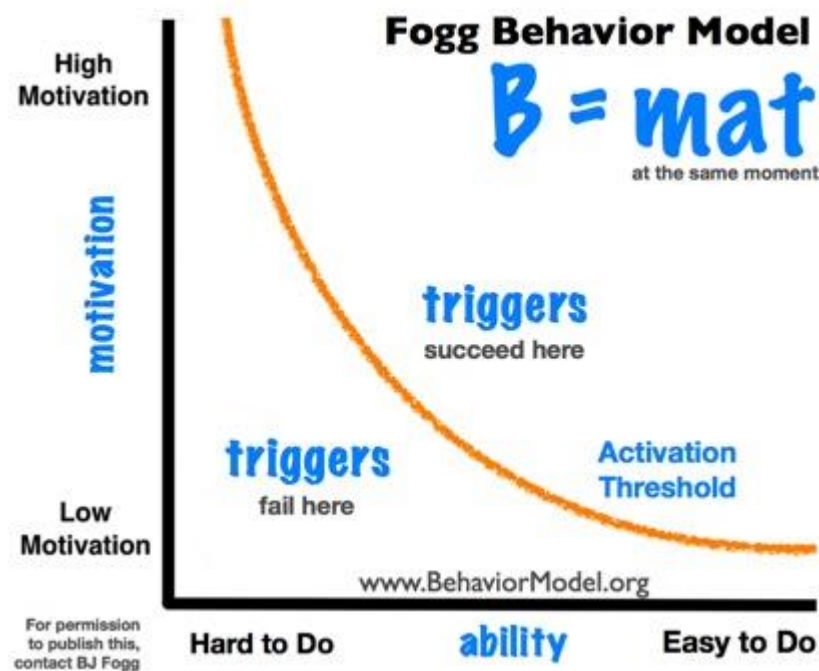 Fogg Behavior Model
B = mat
at the same moment
High
Motivation
motivation
triggers
succeed here
triggers
fail here
Activation
Threshold
Low
Motivation
www.BehaviorModel.org
For permission
to publish this,
contact BJ Fogg
Hard to Do
ability
Easy to Do